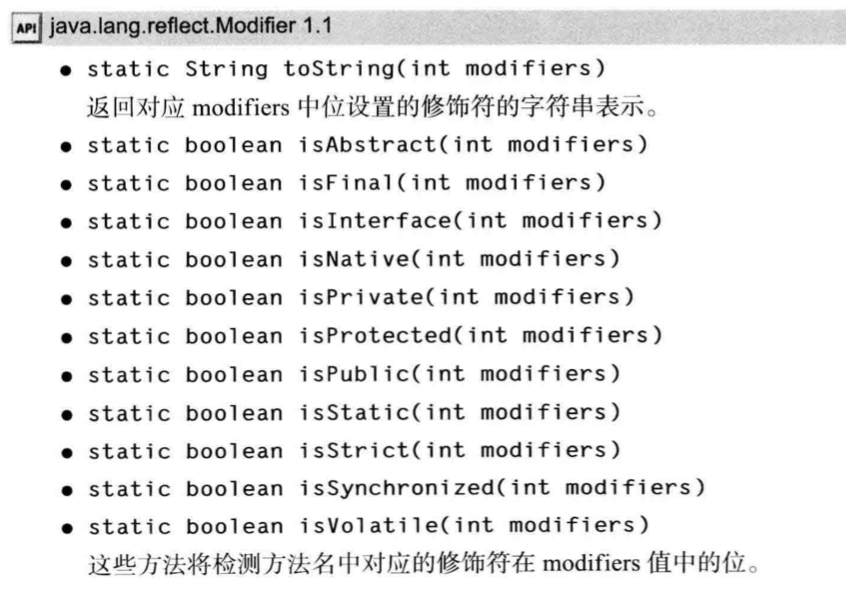 API java.lang.reflect.Modifier 1.1
● static String toString(int modifiers)
返回对应 modifiers 中位设置的修饰符的字符串表示。
● static boolean isAbstract(int modifiers)
● static boolean isFinal(int modifiers)
● static boolean isInterface(int modifiers)
● static boolean isNative(int modifiers)
● static boolean isPrivate(int modifiers)
● static boolean isProtected(int modifiers)
● static boolean isPublic(int modifiers)
● static boolean isStatic(int modifiers)
● static boolean isStrict(int modifiers)
● static boolean isSynchronized(int modifiers)
● static boolean isVolatile(int modifiers)
这些方法将检测方法名中对应的修饰符在 modifiers 值中的位。